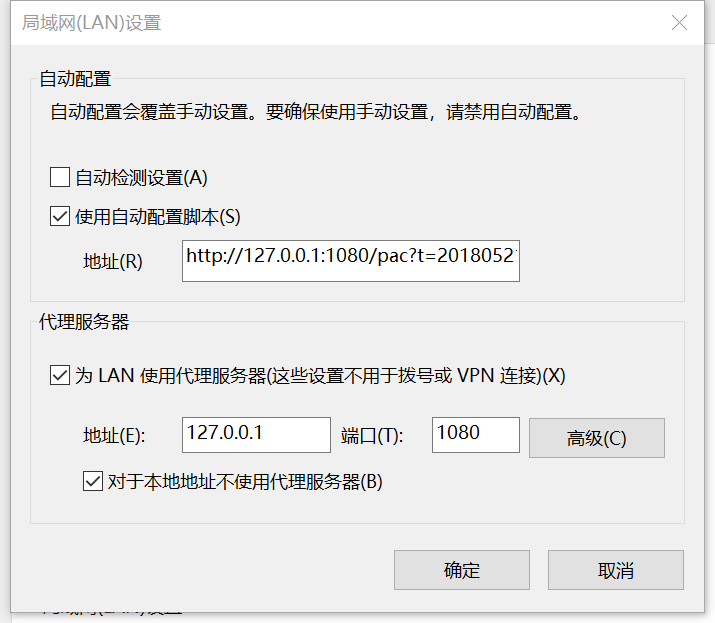 局域网(LAN)设置
自动配置
自动配置会覆盖手动设置。要确保使用手动设置，请禁用自动配置。
自动检测设置(A)
使用自动配置脚本(S)
地址(R)
http://127.0.0.1:1080/pac?t=2018052
代理服务器
为 LAN 使用代理服务器(这些设置不用于拨号或 VPN 连接)(X)
地址(E): 127.0.0.1 端口(T): 1080 高级(C)
对于本地地址不使用代理服务器(B)
确定 取消